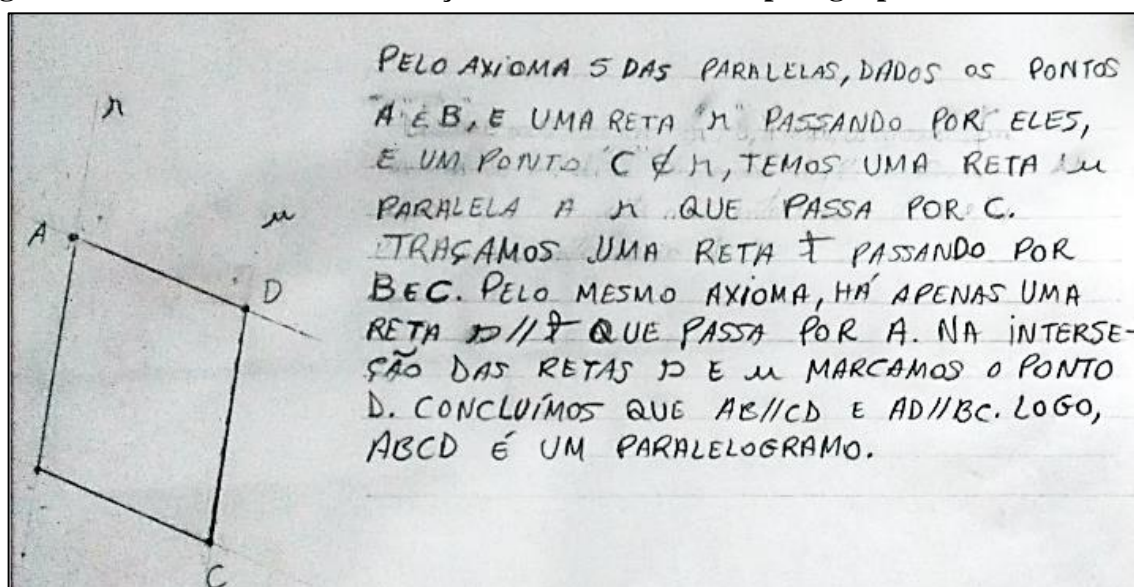 r
u
A
D
C
PELO AXIOMA 5 DAS PARALELAS, DADOS OS PONTOS
A E B, E UMA RETA "r" PASSANDO POR ELES,
E UM PONTO C ∉ r, TEMOS UMA RETA u
PARALELA A r QUE PASSA POR C.
TRAÇAMOS UMA RETA t PASSANDO POR
B E C. PELO MESMO AXIOMA, HÁ APENAS UMA
RETA s//t QUE PASSA POR A. NA INTERSE-
ÇÃO DAS RETAS s E u MARCAMOS O PONTO
D. CONCLUÍMOS QUE AB//CD E AD//BC. LOGO,
ABCD É UM PARALELOGRAMO.